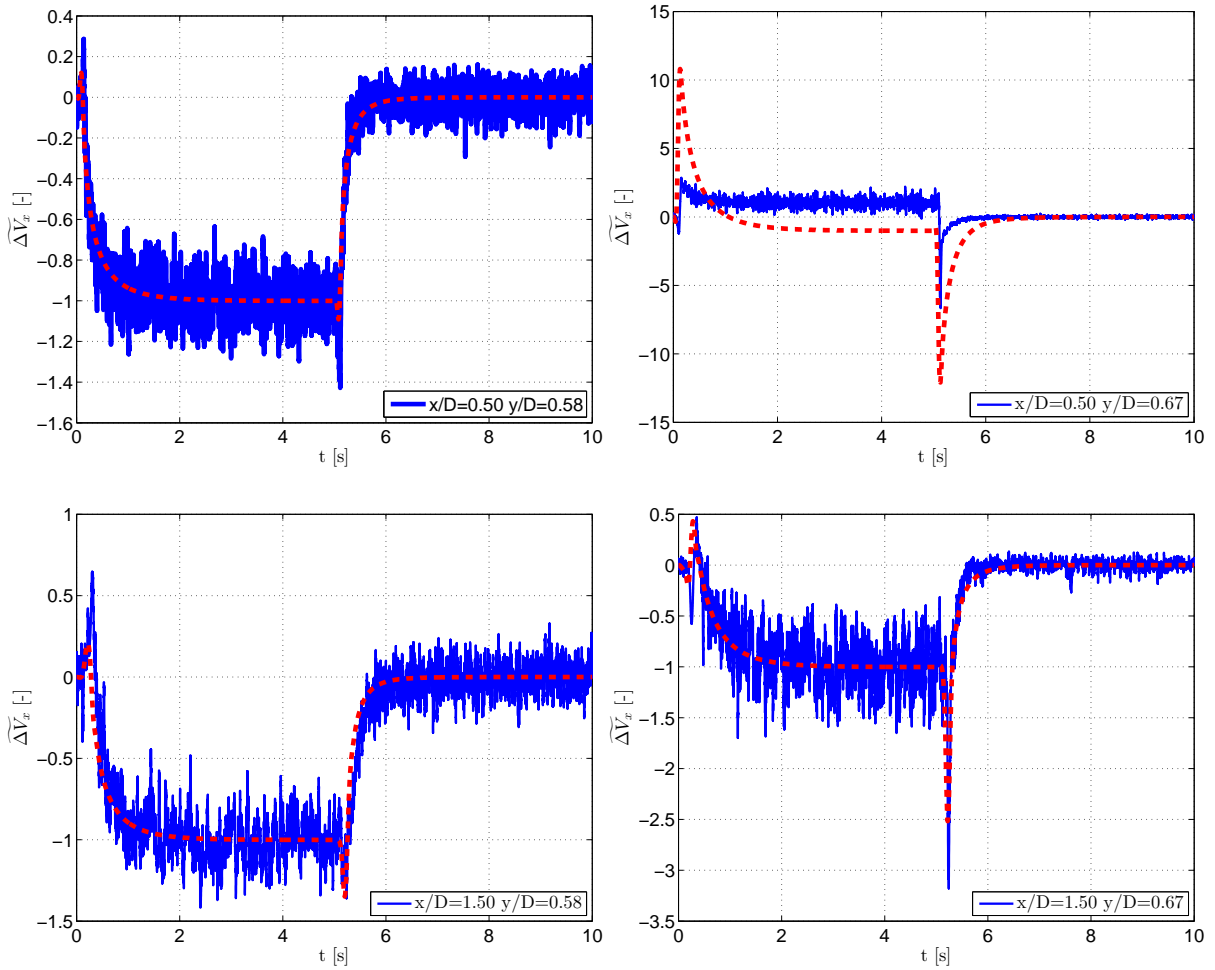 0.4
0.2
0
−0.2
−0.4
−0.6
−0.8
−1
−1.2
−1.4
−1.6
0 2 4 6 8 10
t [s]
ΔV_x [-]
x/D=0.50 y/D=0.58
15
10
5
0
−5
−10
−15
0 2 4 6 8 10
t [s]
ΔV_x [-]
x/D=0.50 y/D=0.67
1
0.5
0
−0.5
−1
−1.5
0 2 4 6 8 10
t [s]
ΔV_x [-]
x/D=1.50 y/D=0.58
0.5
0
−0.5
−1
−1.5
−2
−2.5
−3
−3.5
0 2 4 6 8 10
t [s]
ΔV_x [-]
x/D=1.50 y/D=0.67